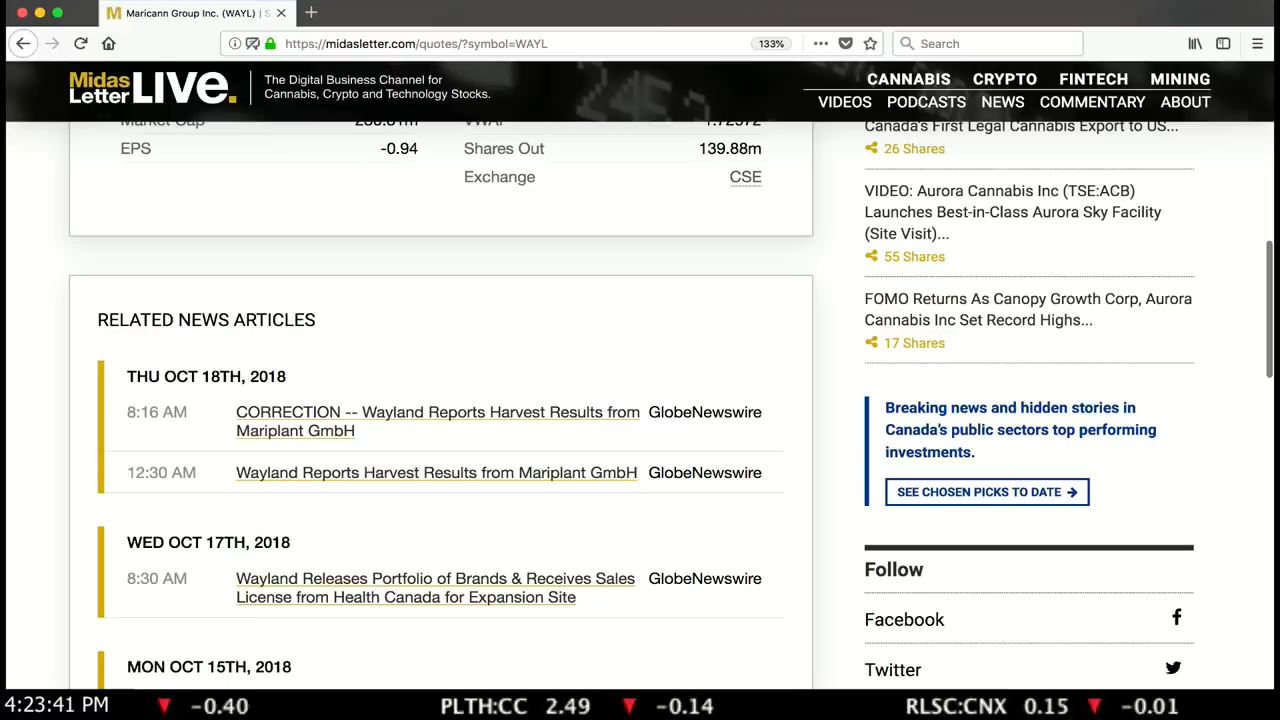 Maricann Group Inc. (WAYL) | S
https://midasletter.com/quotes/?symbol=WAYL
133%
Search
Midas Letter LIVE.
The Digital Business Channel for
Cannabis, Crypto and Technology Stocks.
CANNABIS CRYPTO FINTECH MINING
VIDEOS PODCASTS NEWS COMMENTARY ABOUT
Market Cap
VWAP 1.72972
EPS -0.94
Shares Out 139.88m
Exchange CSE
RELATED NEWS ARTICLES
THU OCT 18TH, 2018
8:16 AM CORRECTION -- Wayland Reports Harvest Results from GlobeNewswire
Mariplant GmbH
12:30 AM Wayland Reports Harvest Results from Mariplant GmbH GlobeNewswire
WED OCT 17TH, 2018
8:30 AM Wayland Releases Portfolio of Brands & Receives Sales GlobeNewswire
License from Health Canada for Expansion Site
MON OCT 15TH, 2018
Canada's First Legal Cannabis Export to US...
26 Shares
VIDEO: Aurora Cannabis Inc (TSE:ACB)
Launches Best-in-Class Aurora Sky Facility
(Site Visit)...
55 Shares
FOMO Returns As Canopy Growth Corp, Aurora
Cannabis Inc Set Record Highs...
17 Shares
Breaking news and hidden stories in
Canada's public sectors top performing
investments.
SEE CHOSEN PICKS TO DATE
Follow
Facebook
Twitter
4:23:41 PM -0.40 PLTH:CC 2.49 -0.14 RLSC:CNX 0.15 -0.01